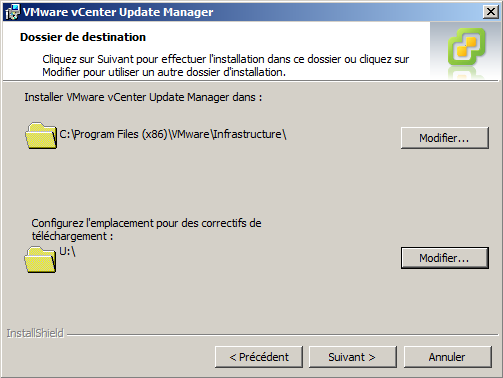 VMware vCenter Update Manager
Dossier de destination
Cliquez sur Suivant pour effectuer l'installation dans ce dossier ou cliquez sur
Modifier pour utiliser un autre dossier d'installation.
Installer VMware vCenter Update Manager dans :
C:\Program Files (x86)\VMware\Infrastructure\
Modifier...
Configurez l'emplacement pour des correctifs de
téléchargement :
U:\
Modifier...
InstallShield
< Précédent
Suivant >
Annuler